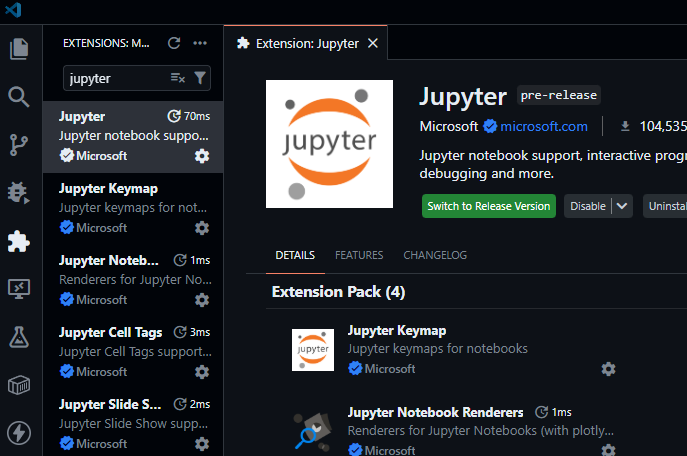 EXTENSIONS: M...
jupyter
Jupyter
70ms
Jupyter notebook suppo...
Microsoft
Jupyter Keymap
Jupyter keymaps for not...
Microsoft
Jupyter Noteb...
1ms
Renderers for Jupyter No...
Microsoft
Jupyter Cell Tags
3ms
Jupyter Cell Tags support...
Microsoft
Jupyter Slide S...
2ms
Jupyter Slide Show supp...
Microsoft
Extension: Jupyter
jupyter
Jupyter
pre-release
Microsoft
microsoft.com
104,535
Jupyter notebook support, interactive prog
debugging and more.
Switch to Release Version
Disable
Uninstal
DETAILS
FEATURES
CHANGELOG
Extension Pack (4)
jupyter
Jupyter Keymap
Jupyter keymaps for notebooks
Microsoft
Jupyter Notebook Renderers
1ms
Renderers for Jupyter Notebooks (with plotly...
Microsoft